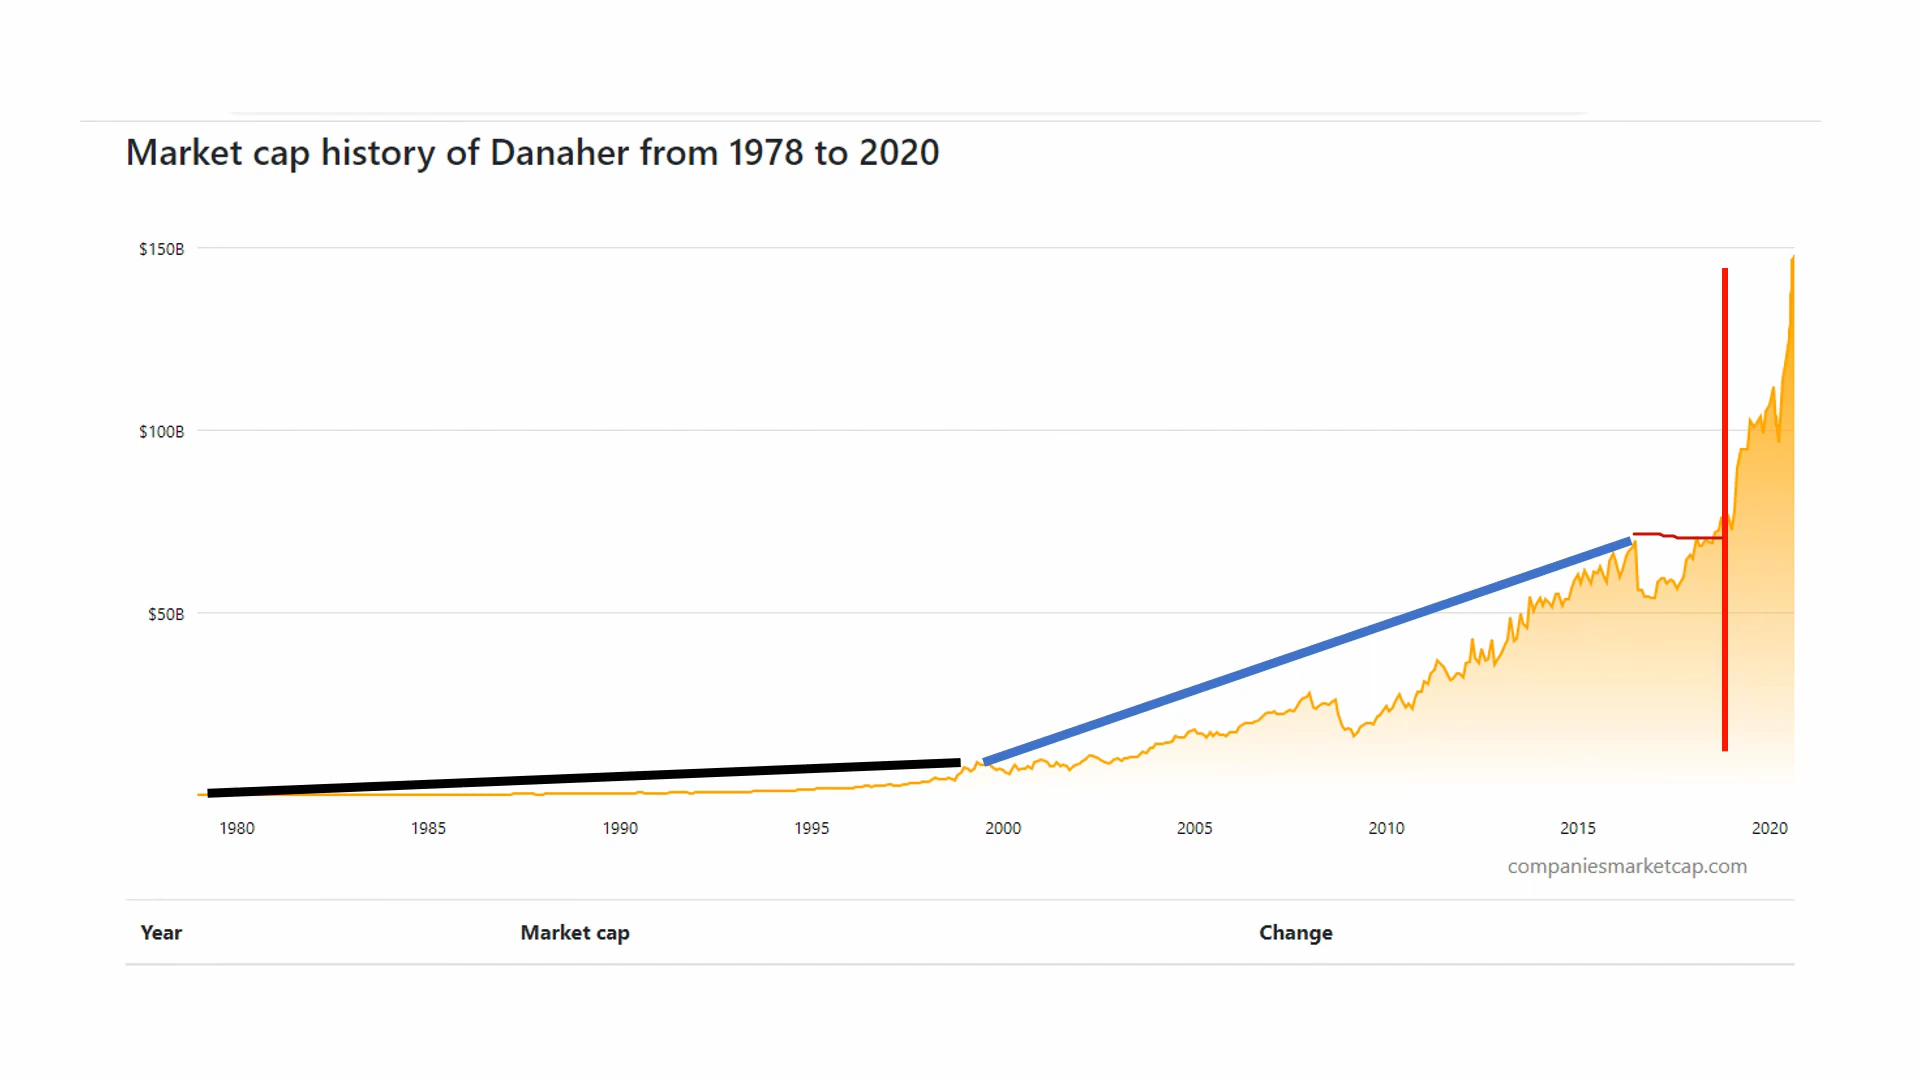 Market cap history of Danaher from 1978 to 2020
$150B
$100B
$50B
1980 1985 1990 1995 2000 2005 2010 2015 2020
companiesmarketcap.com
Year Market cap Change